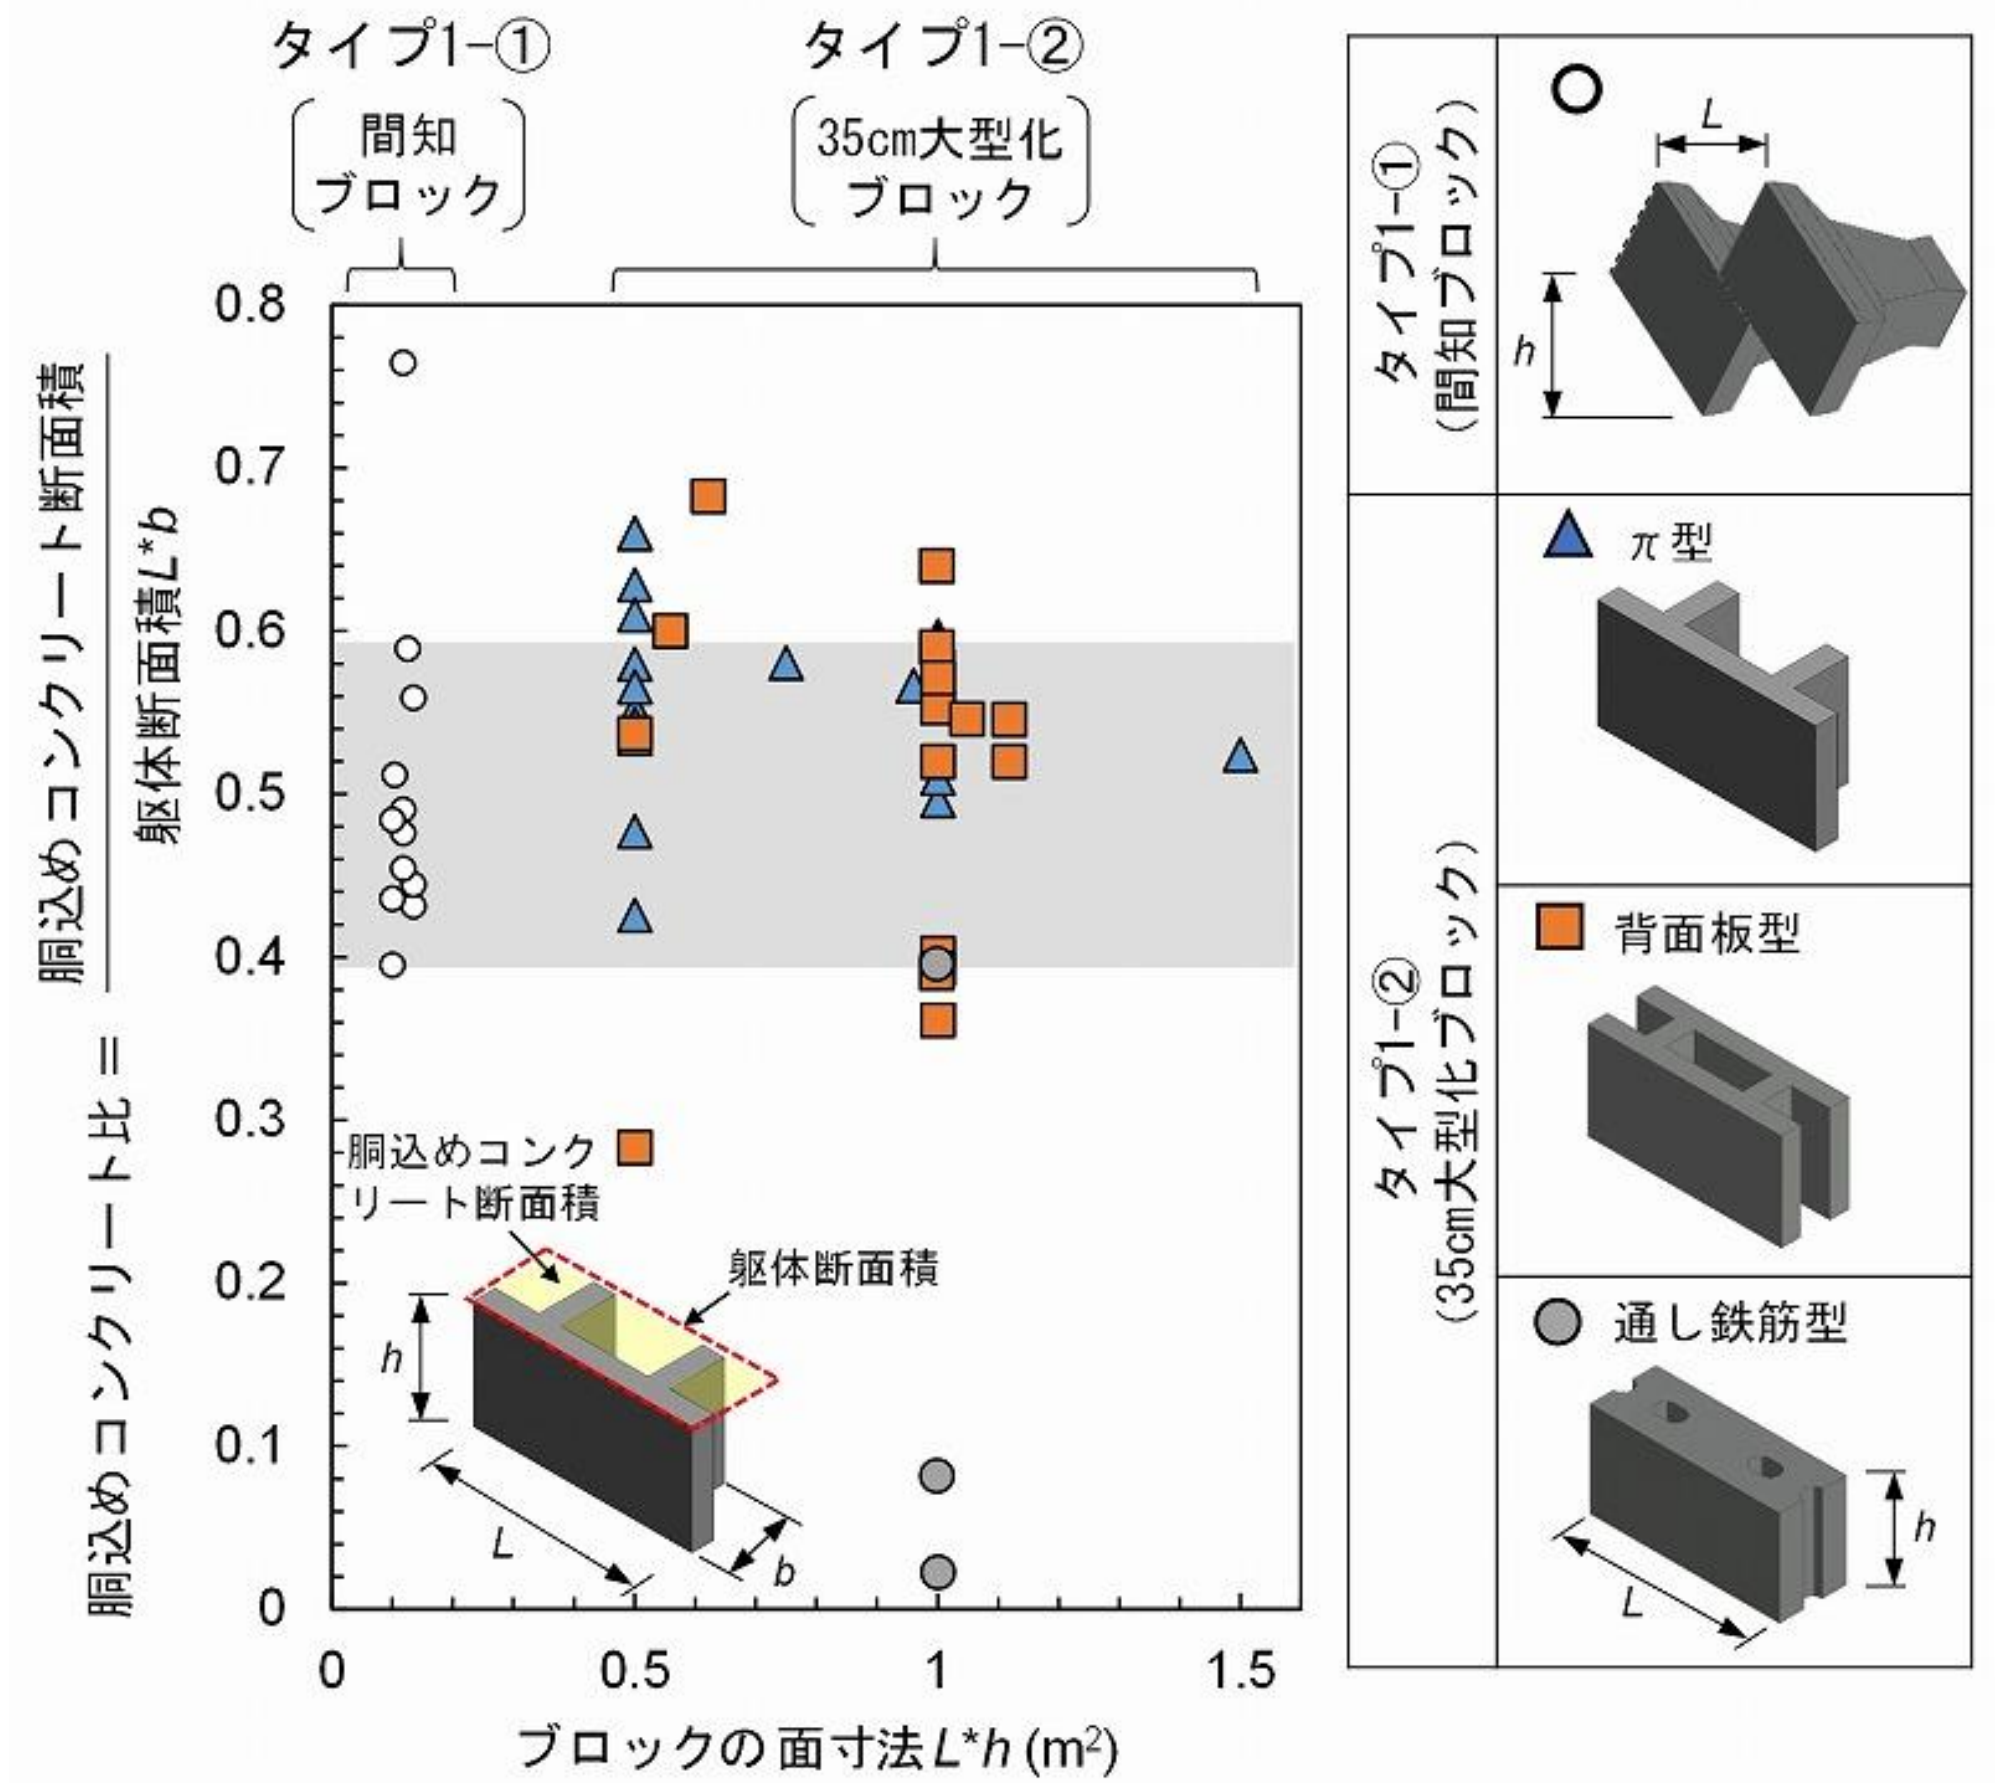 タイプ1-①
間知
ブロック
タイプ1-②
35cm大型化
ブロック
胴込めコンクリート比 =
胴込めコンクリート断面積
躯体断面積L*b
0.8
0.7
0.6
0.5
0.4
0.3
0.2
0.1
0
0
0.5
1
1.5
ブロックの面寸法L*h (m²)
胴込めコンク
リート断面積
躯体断面積
h
L
b
タイプ1-①
(間知ブロック)
L
h
タイプ1-②
(35cm大型化ブロック)
π型
背面板型
通し鉄筋型
h
L